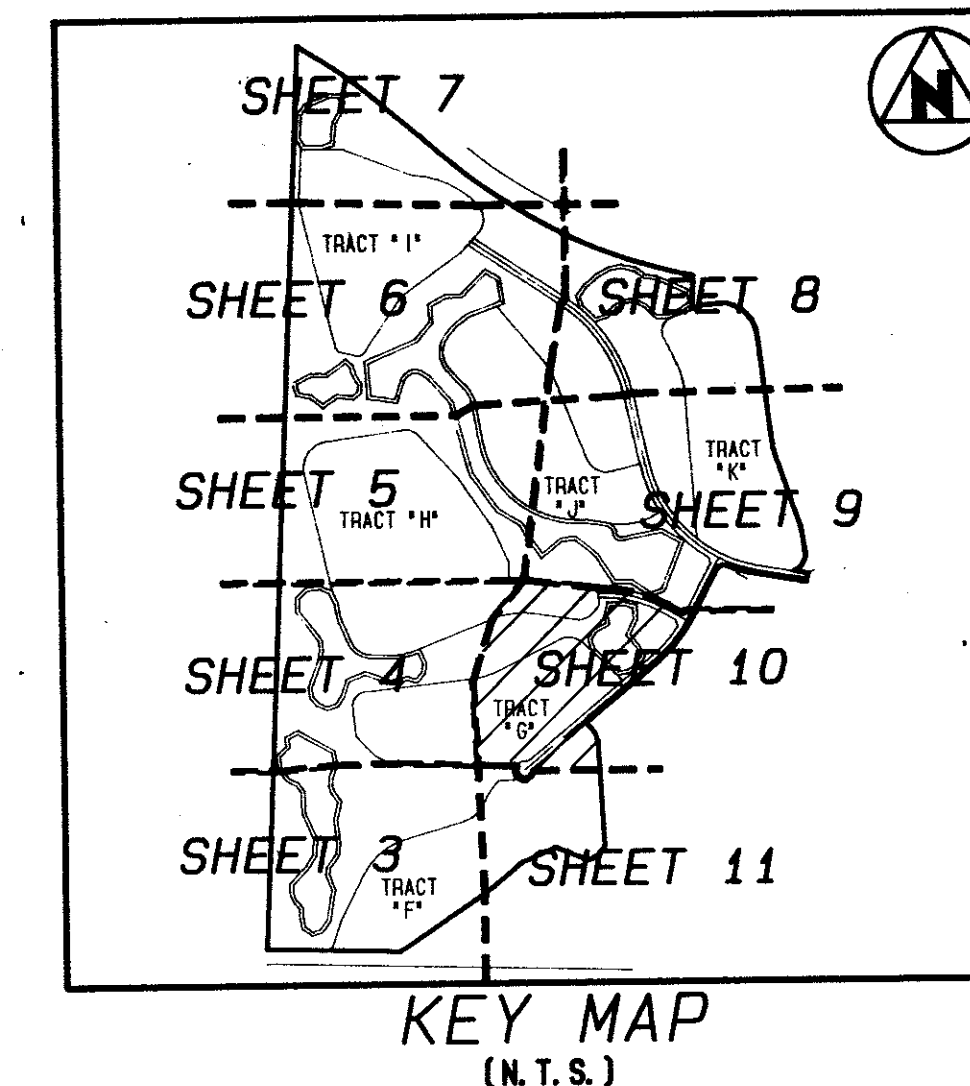 SHEET 7
N
TRACT "I"
SHEET 6
SHEET 8
TRACT
"K"
SHEET 5
TRACT "H"
TRACT
"J"
SHEET 9
SHEET 4
SHEET 10
TRACT
"G"
SHEET 3
TRACT
"F"
SHEET 11
KEY MAP
(N.T.S.)